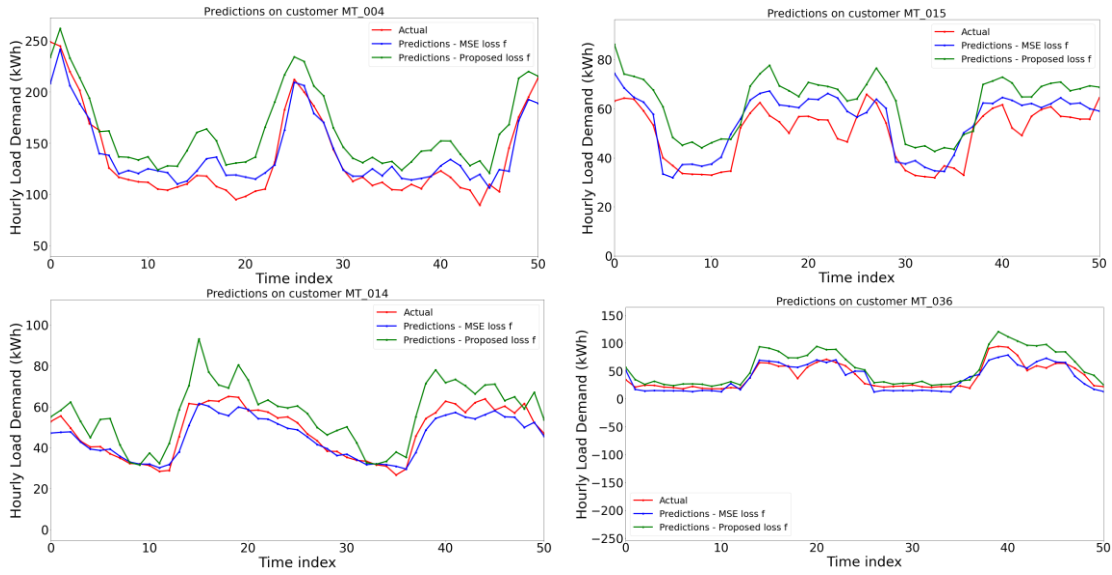 Predictions on customer MT_004
Hourly Load Demand (kWh)
250
200
150
100
50
Actual
Predictions - MSE loss f
Predictions - Proposed loss f
0 10 20 30 40 50
Time index
Predictions on customer MT_015
Hourly Load Demand (kWh)
80
60
40
20
0
Actual
Predictions - MSE loss f
Predictions - Proposed loss f
0 10 20 30 40 50
Time index
Predictions on customer MT_014
Hourly Load Demand (kWh)
100
80
60
40
20
0
Actual
Predictions - MSE loss f
Predictions - Proposed loss f
0 10 20 30 40 50
Time index
Predictions on customer MT_036
Hourly Load Demand (kWh)
150
100
50
0
−50
−100
−150
−200
−250
Actual
Predictions - MSE loss f
Predictions - Proposed loss f
0 10 20 30 40 50
Time index